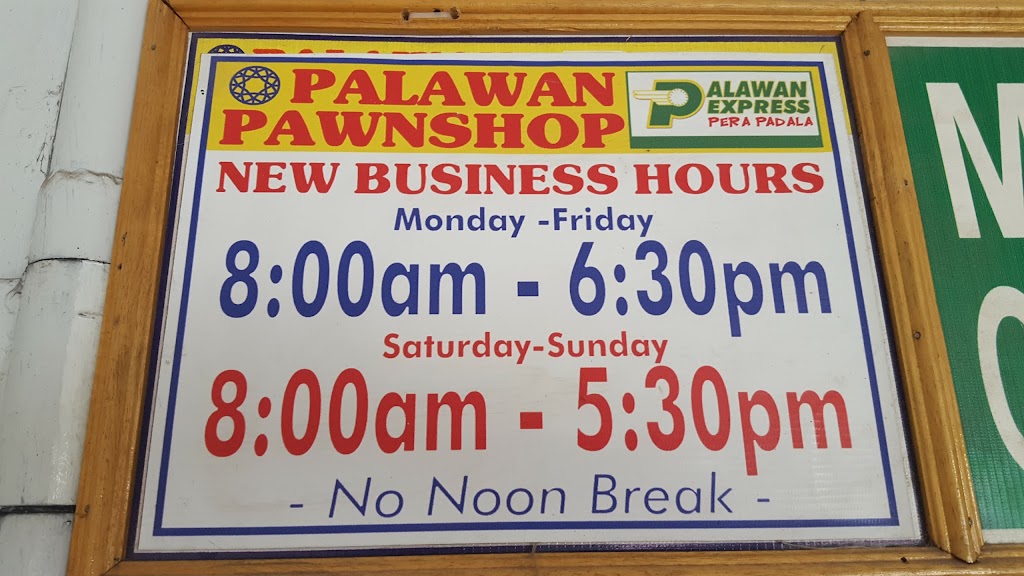 PALAWAN
PAWNSHOP
PALAWAN
EXPRESS
PERA PADALA
NEW BUSINESS HOURS
Monday -Friday
8:00am - 6:30pm
Saturday-Sunday
8:00am - 5:30pm
- No Noon Break -